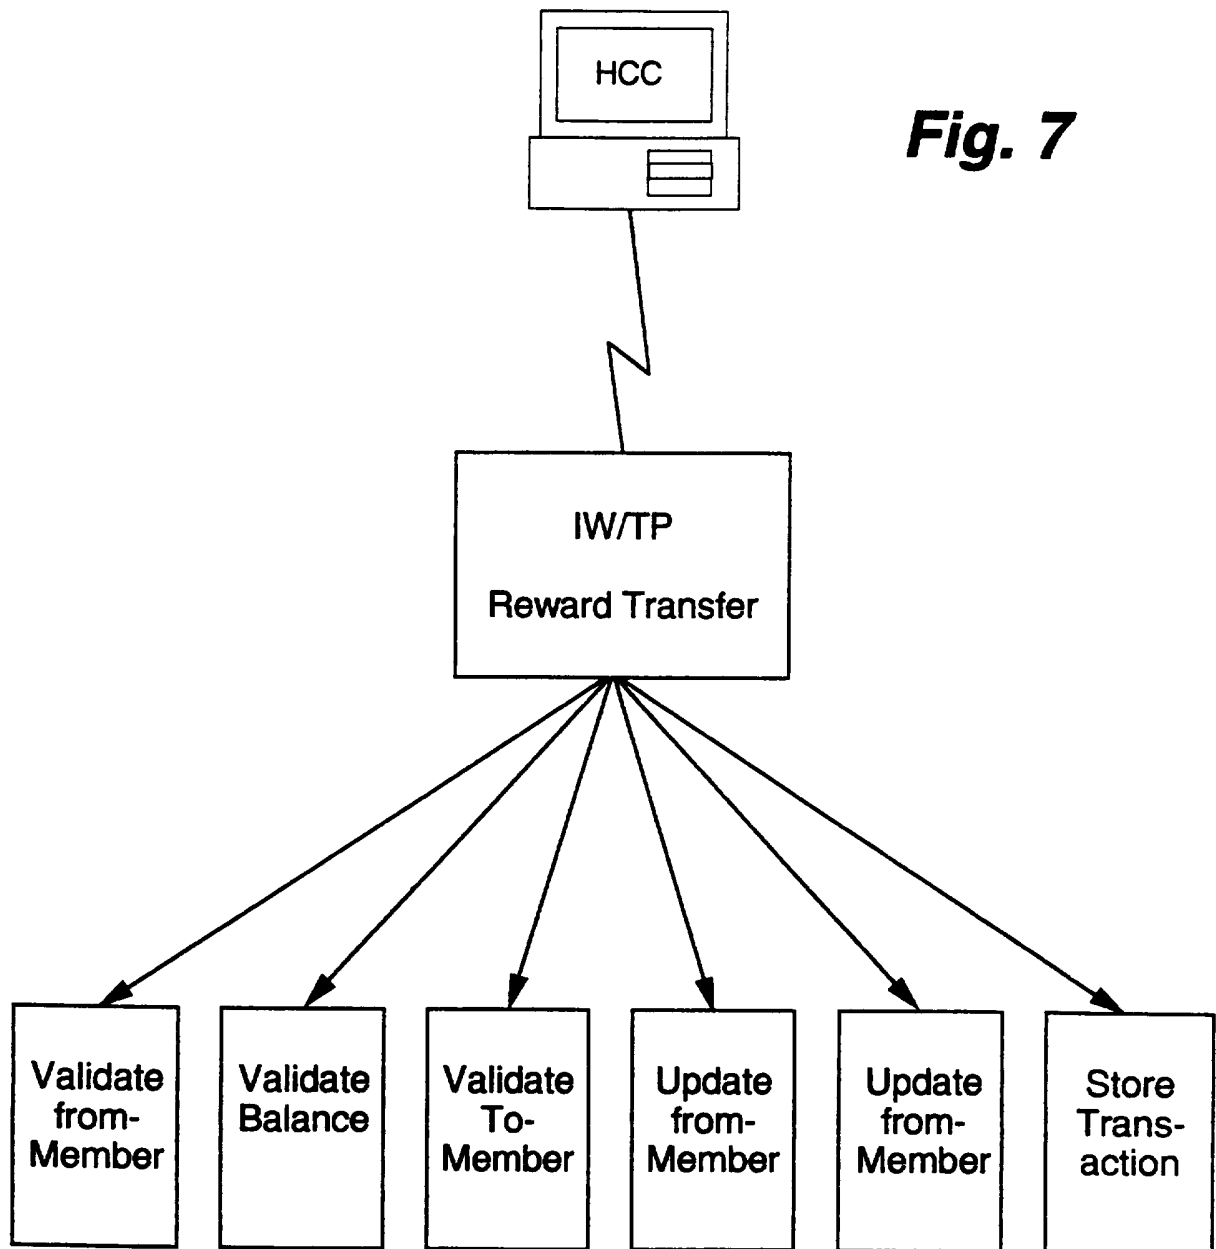 HCC
Fig. 7
IW/TP
Reward Transfer
Validate
from-
Member
Validate
Balance
Validate
To-
Member
Update
from-
Member
Update
from-
Member
Store
Trans-
action